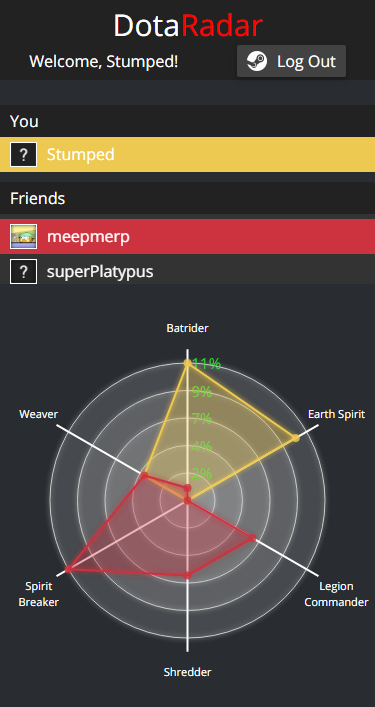 DotaRadar
Welcome, Stumped!
Log Out
You
? Stumped
Friends
meepmerp
? superPlatypus
Batrider
11%
9%
7%
4%
2%
Weaver
Earth Spirit
Spirit
Breaker
Legion
Commander
Shredder